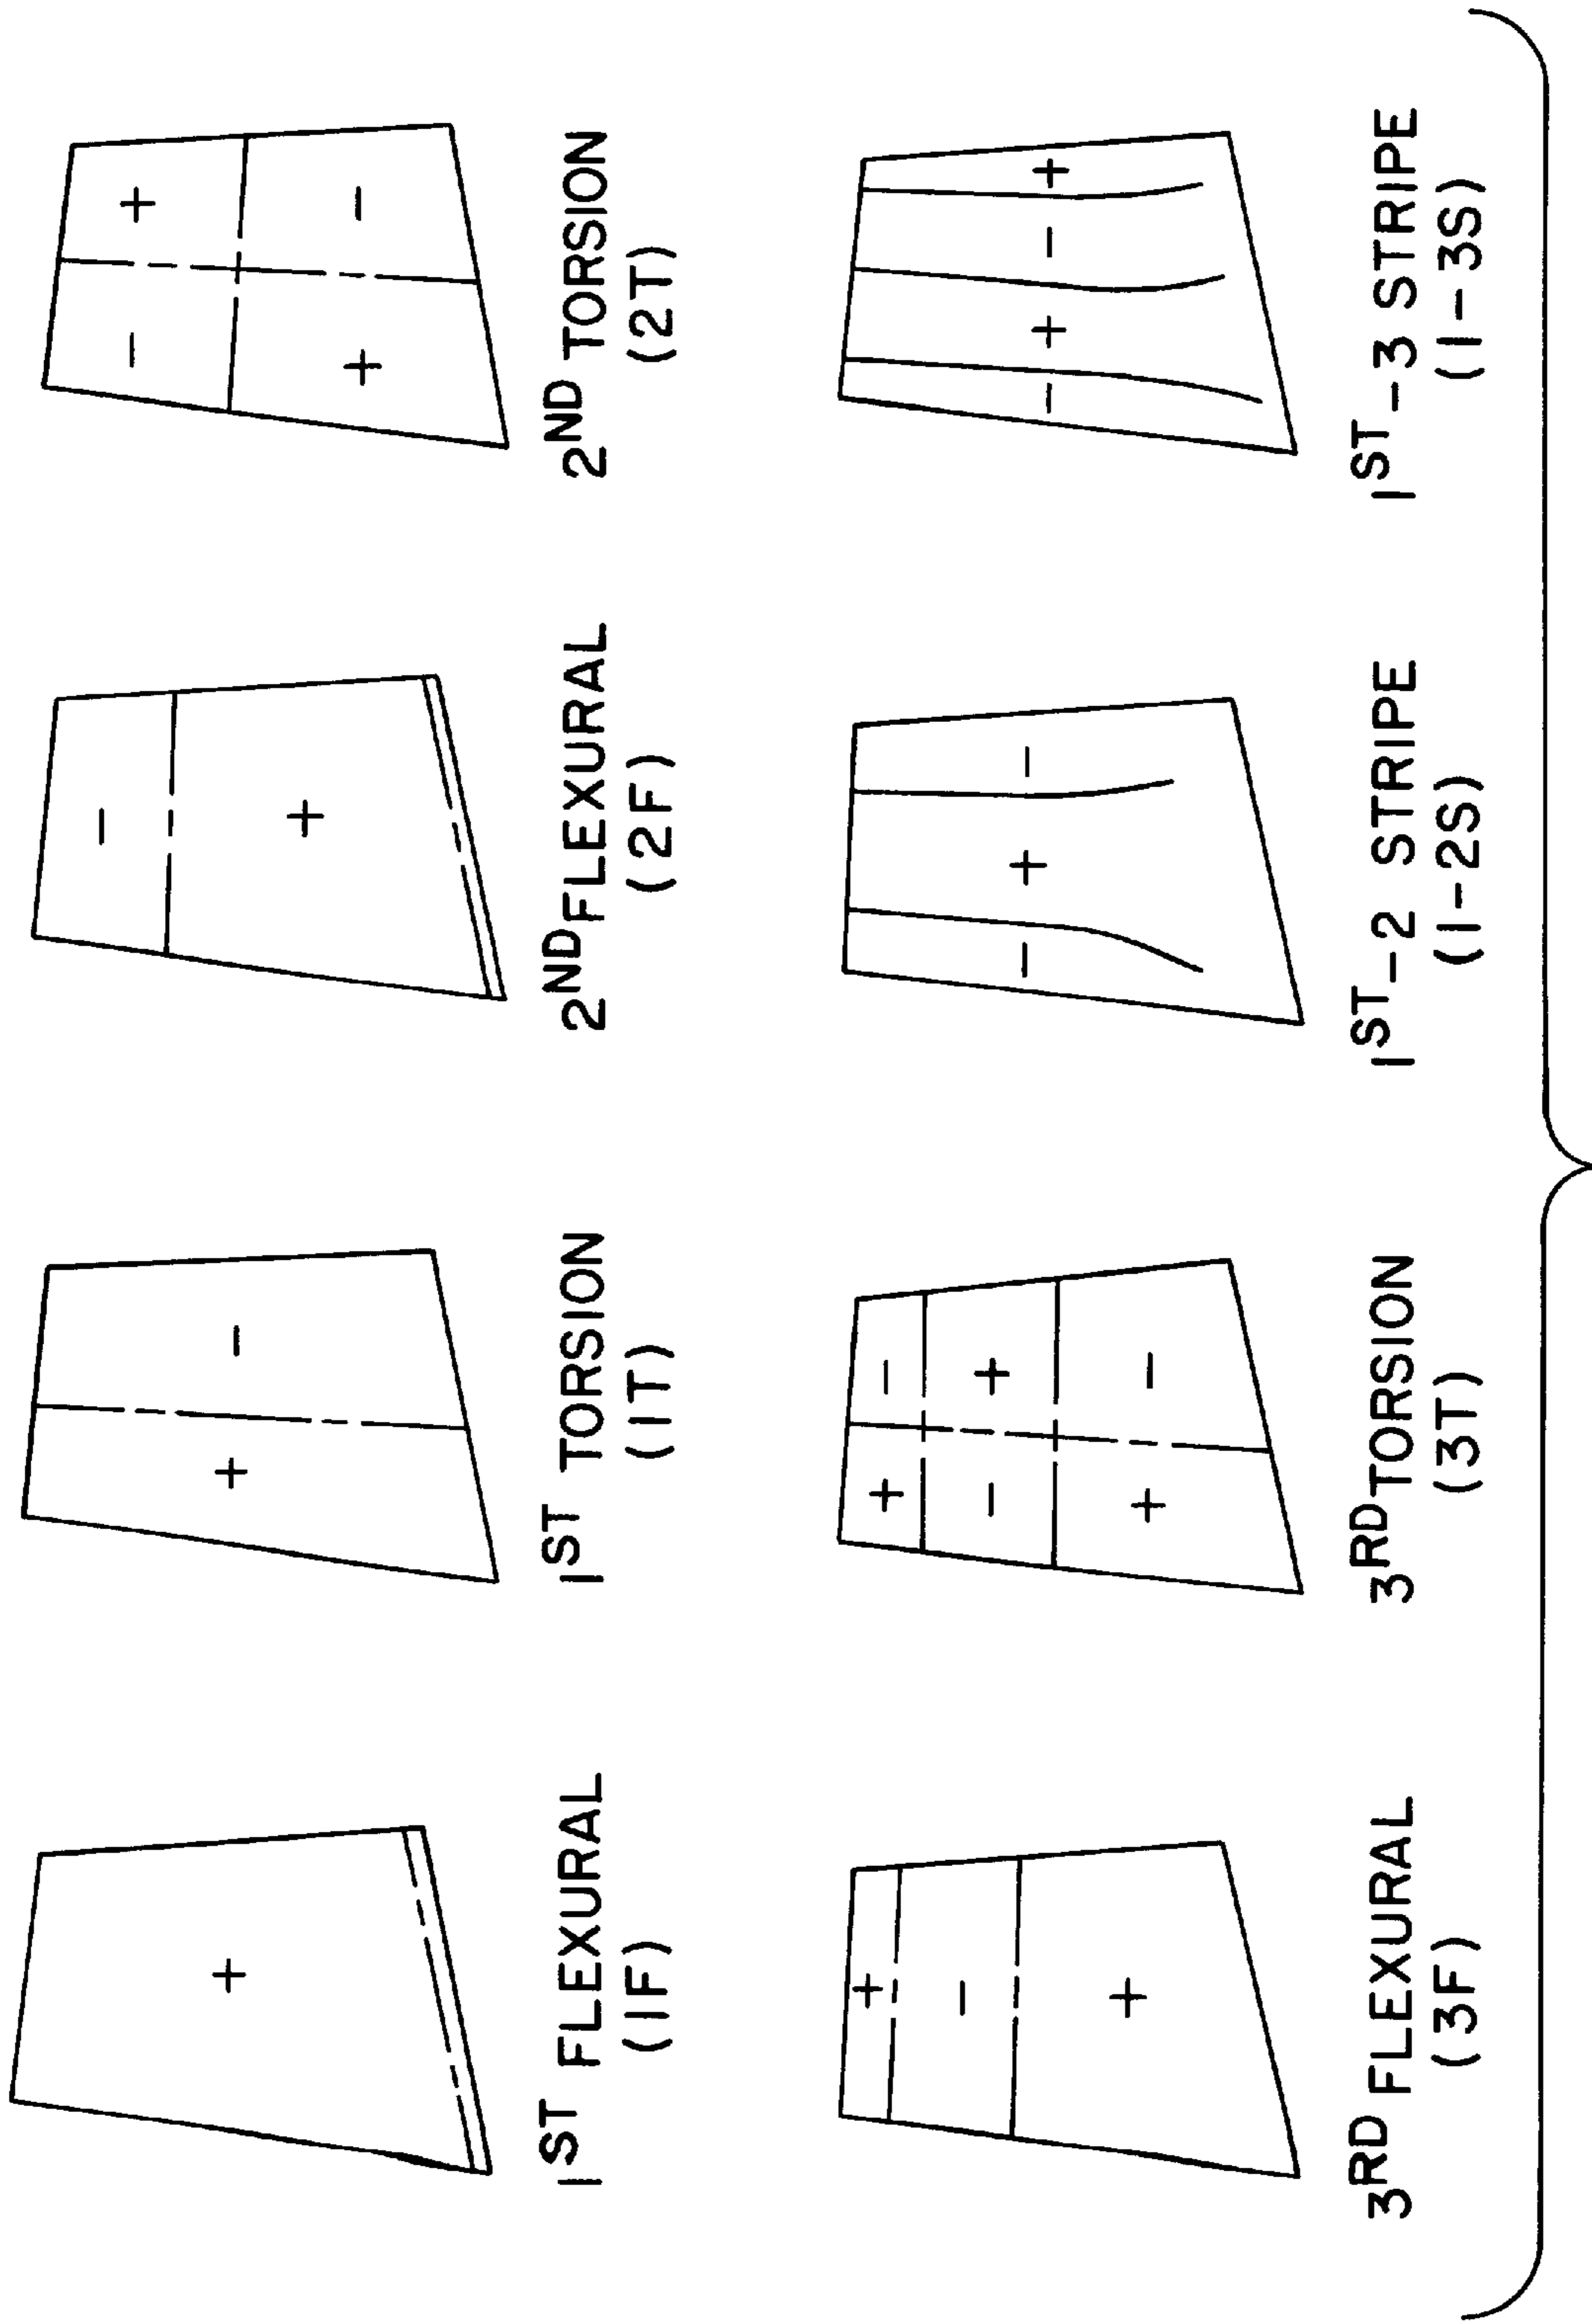 +
1ST FLEXURAL
(1F)
+ −
1ST TORSION
(1T)
−
+
2ND FLEXURAL
(2F)
− +
+ −
2ND TORSION
(2T)
+
−
+
3RD FLEXURAL
(3F)
+ −
− +
+ −
3RD TORSION
(3T)
− + −
1ST-2 STRIPE
(1-2S)
− + − +
1ST-3 STRIPE
(1-3S)